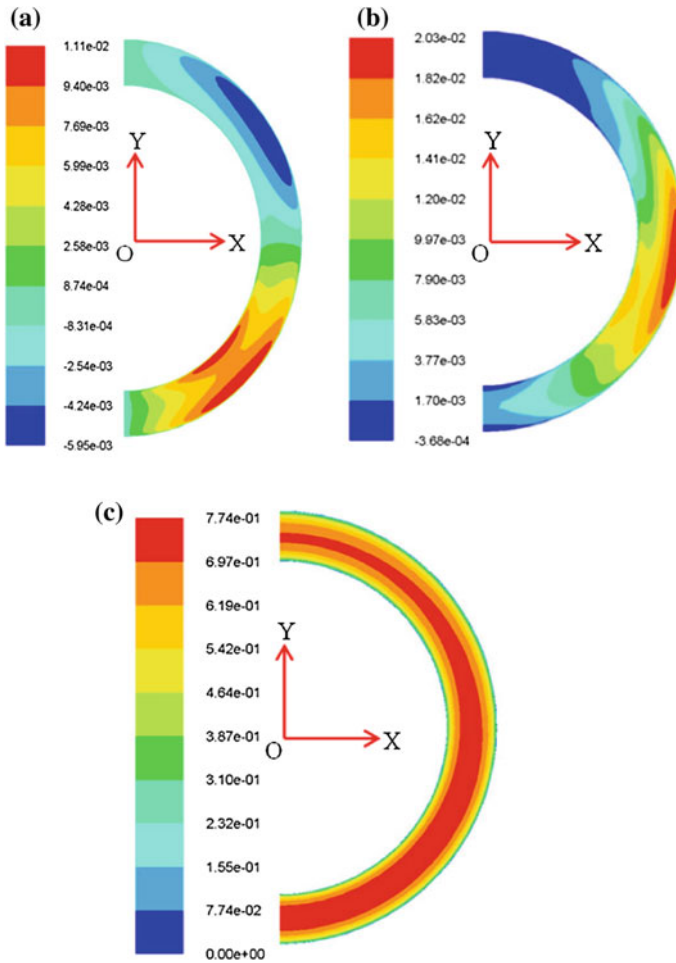 (a)
1.11e-02
9.40e-03
7.69e-03
5.99e-03
4.28e-03
2.58e-03
8.74e-04
-8.31e-04
-2.54e-03
-4.24e-03
-5.95e-03
Y
O
X
(b)
2.03e-02
1.82e-02
1.62e-02
1.41e-02
1.20e-02
9.97e-03
7.90e-03
5.83e-03
3.77e-03
1.70e-03
-3.68e-04
Y
O
X
(c)
7.74e-01
6.97e-01
6.19e-01
5.42e-01
4.64e-01
3.87e-01
3.10e-01
2.32e-01
1.55e-01
7.74e-02
0.00e+00
Y
O
X